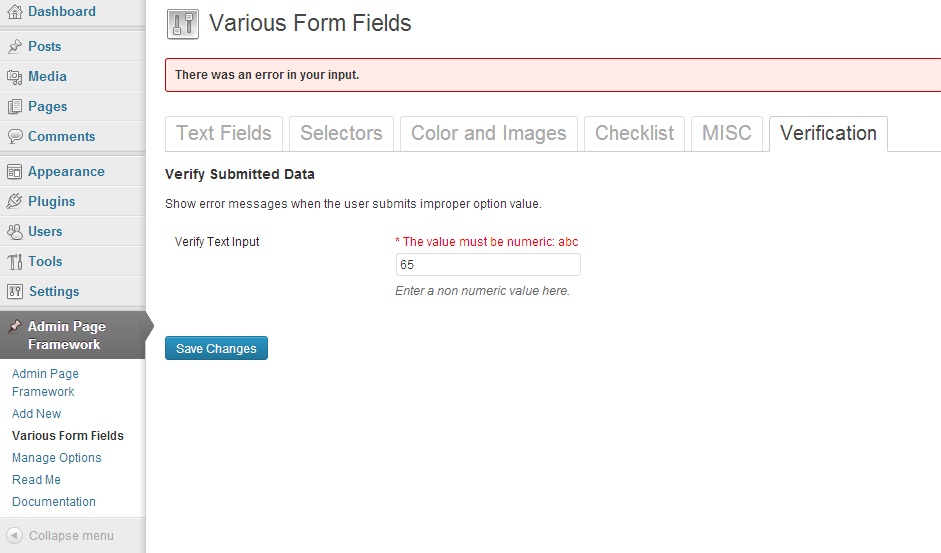 Dashboard
Posts
Media
Pages
Comments
Appearance
Plugins
Users
Tools
Settings
Admin Page
Framework
Admin Page
Framework
Add New
Various Form Fields
Manage Options
Read Me
Documentation
Collapse menu
Various Form Fields
There was an error in your input.
Text Fields Selectors Color and Images Checklist MISC Verification
Verify Submitted Data
Show error messages when the user submits improper option value.
Verify Text Input
* The value must be numeric: abc
65
Enter a non numeric value here.
Save Changes